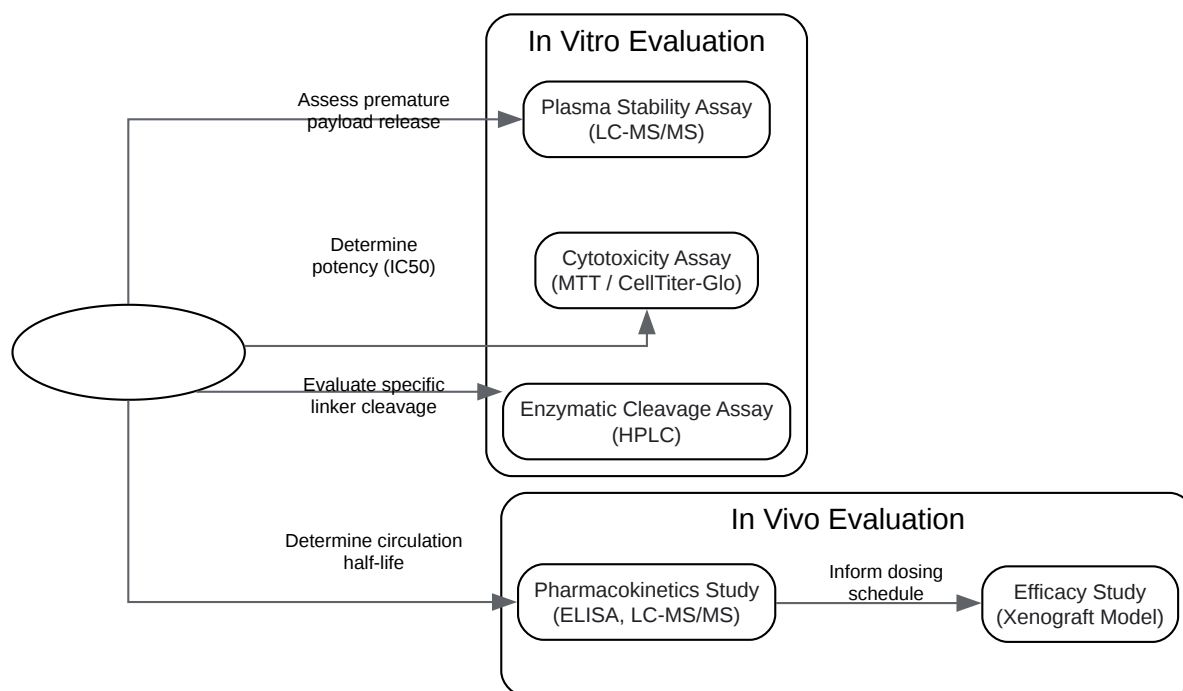 In Vitro Evaluation
Assess premature
payload release
Plasma Stability Assay
(LC-MS/MS)
Determine
potency (IC50)
Cytotoxicity Assay
(MTT / CellTiter-Glo)
Evaluate specific
linker cleavage
Enzymatic Cleavage Assay
(HPLC)
In Vivo Evaluation
Determine circulation
half-life
Pharmacokinetics Study
(ELISA, LC-MS/MS)
Inform dosing
schedule
Efficacy Study
(Xenograft Model)